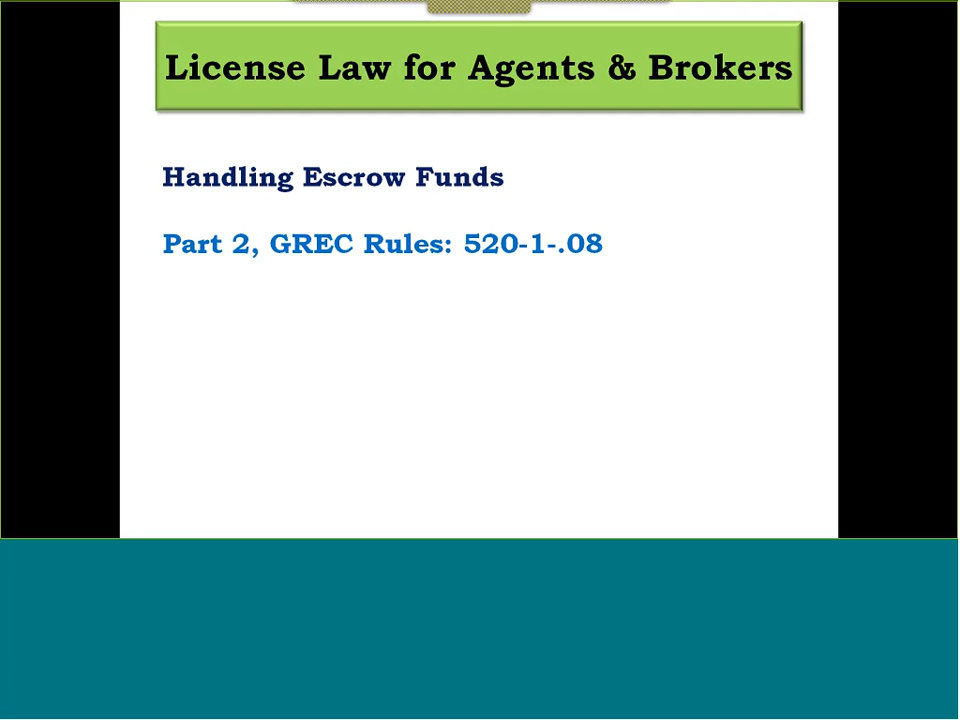 License Law for Agents & Brokers
Handling Escrow Funds
Part 2, GREC Rules: 520-1-.08